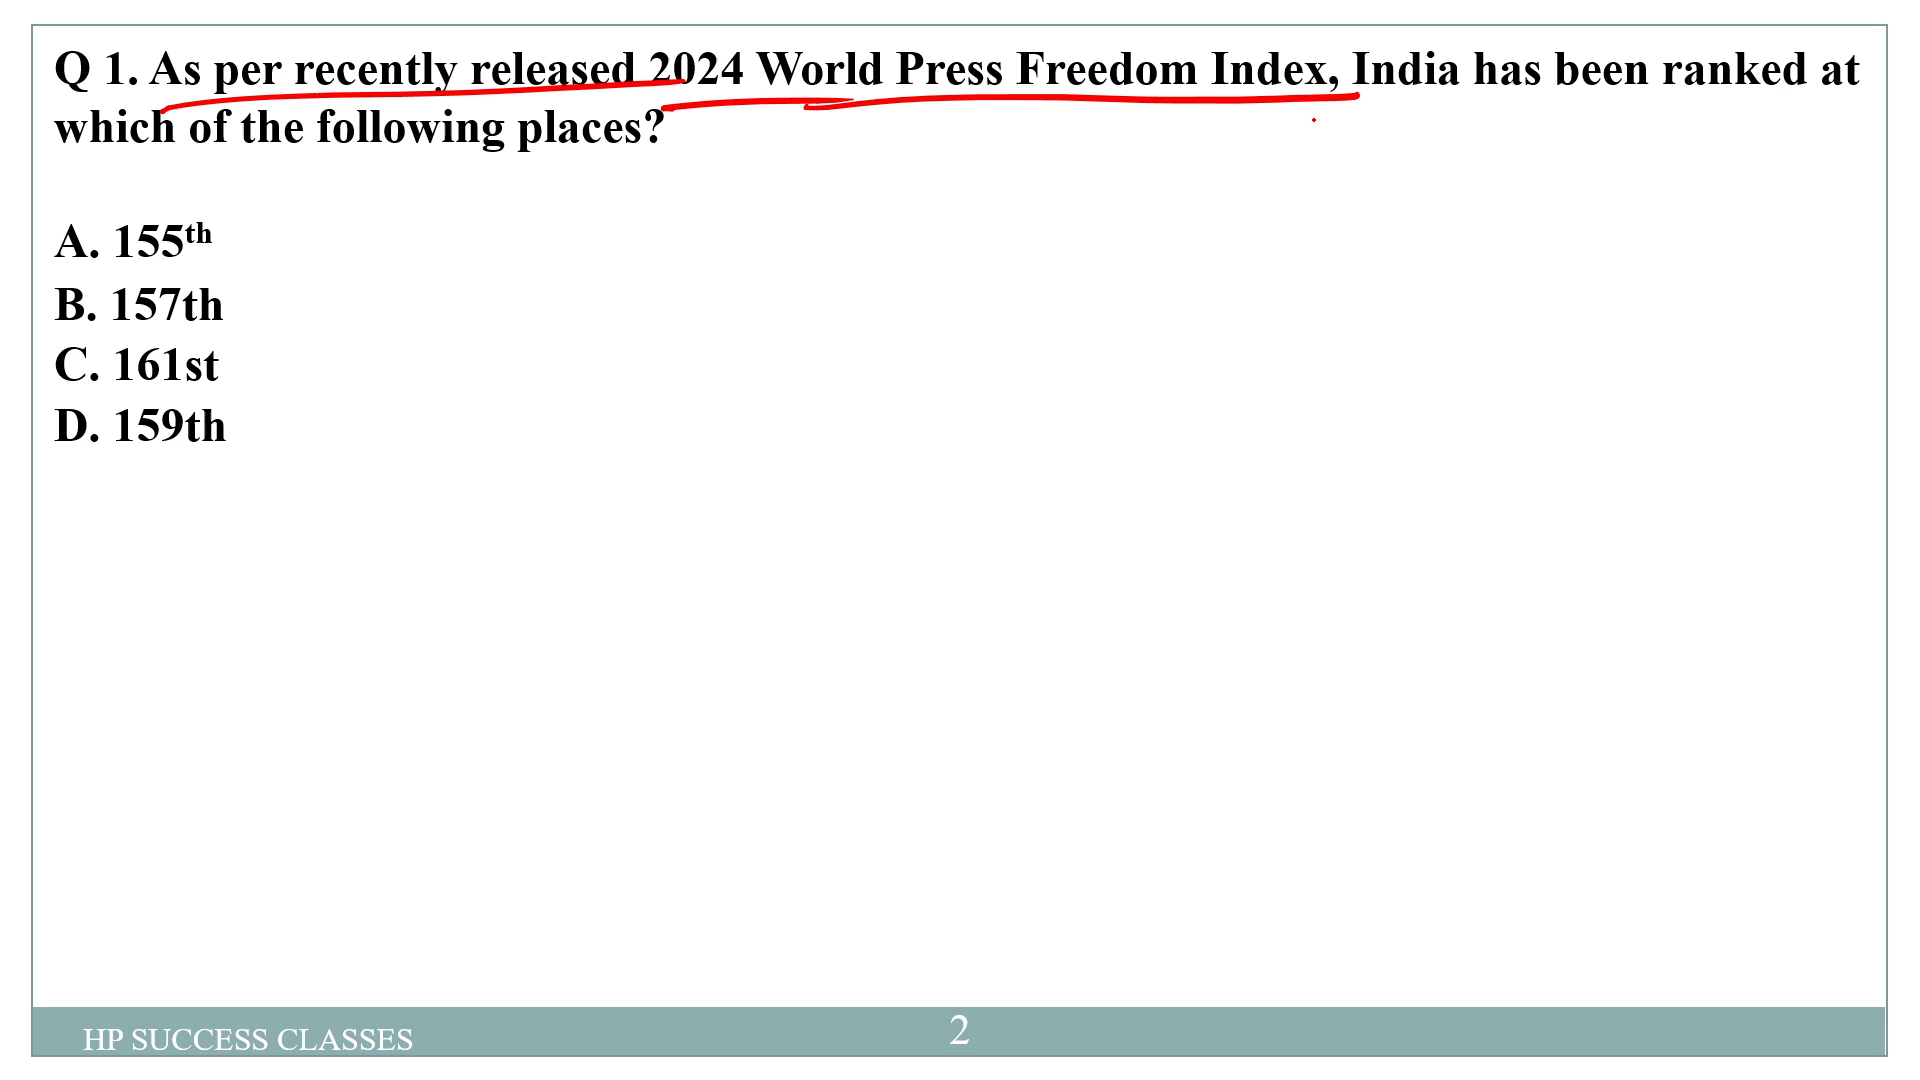 Q 1. As per recently released 2024 World Press Freedom Index, India has been ranked at
which of the following places?
A. 155th
B. 157th
C. 161st
D. 159th
HP SUCCESS CLASSES
2